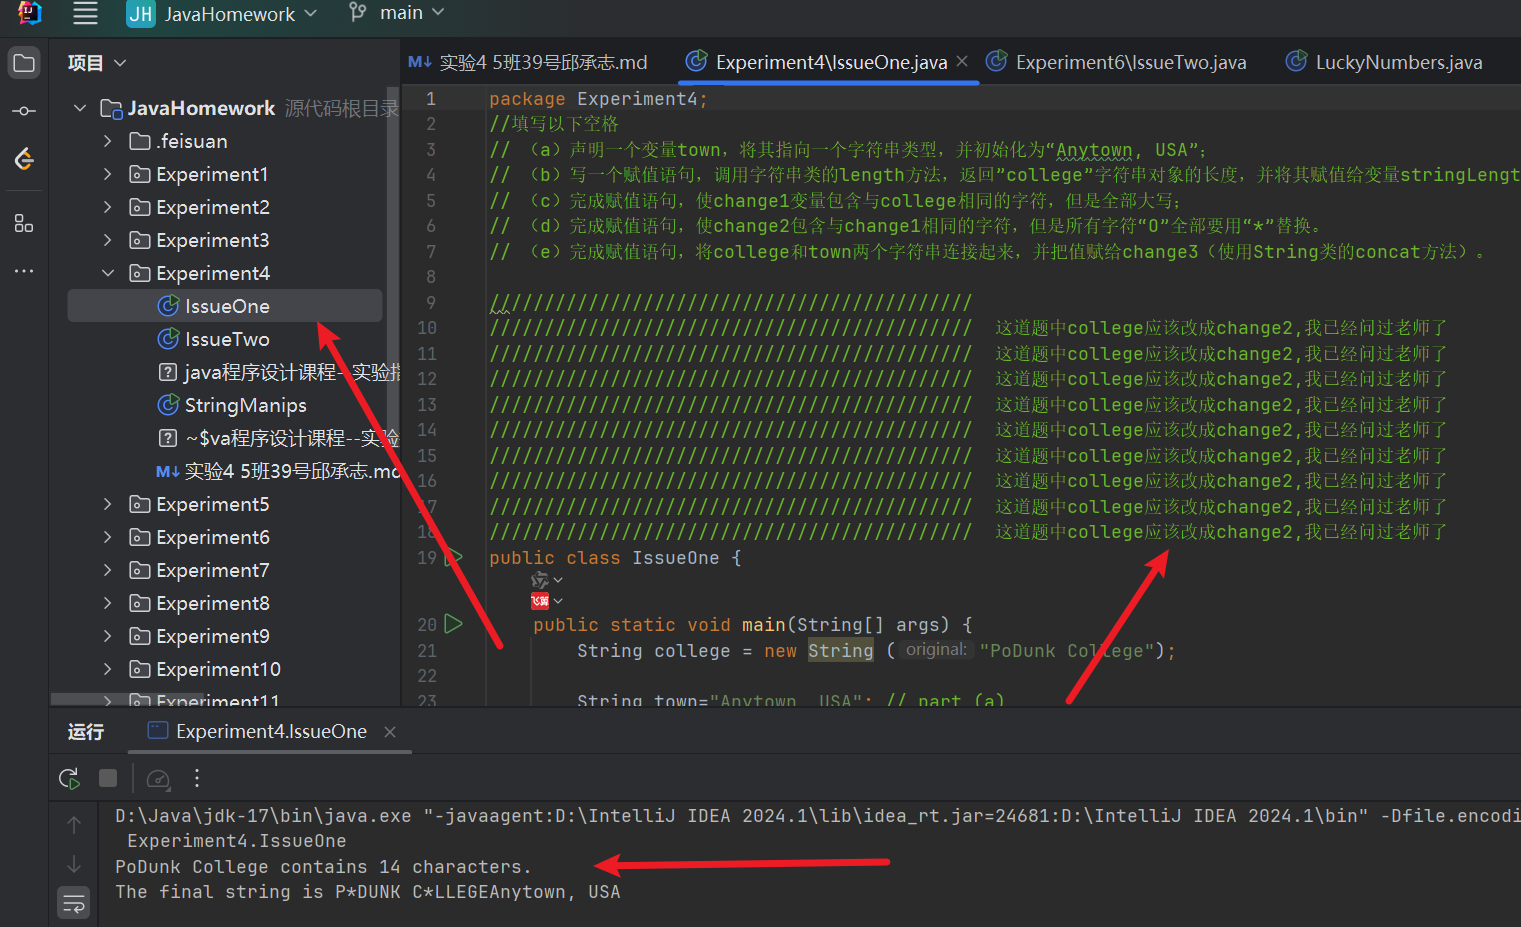 JH JavaHomework main
项目
JavaHomework 源代码根目录
.feisuan
Experiment1
Experiment2
Experiment3
Experiment4
IssueOne
IssueTwo
java程序设计课程--实验指
StringManips
~$va程序设计课程--实验
M↓ 实验4 5班39号邱承志.md
Experiment5
Experiment6
Experiment7
Experiment8
Experiment9
Experiment10
Experiment11
M↓ 实验4 5班39号邱承志.md Experiment4\IssueOne.java Experiment6\IssueTwo.java LuckyNumbers.java
1 package Experiment4;
2 //填写以下空格
3 // （a）声明一个变量town，将其指向一个字符串类型，并初始化为“Anytown, USA”；
4 // （b）写一个赋值语句，调用字符串类的length方法，返回”college”字符串对象的长度，并将其赋值给变量stringLengt
5 // （c）完成赋值语句，使change1变量包含与college相同的字符，但是全部大写；
6 // （d）完成赋值语句，使change2包含与change1相同的字符，但是所有字符“O”全部要用“*”替换。
7 // （e）完成赋值语句，将college和town两个字符串连接起来，并把值赋给change3（使用String类的concat方法）。
8
9 ////////////////////////////////////////////
10 //////////////////////////////////////////// 这道题中college应该改成change2,我已经问过老师了
11 //////////////////////////////////////////// 这道题中college应该改成change2,我已经问过老师了
12 //////////////////////////////////////////// 这道题中college应该改成change2,我已经问过老师了
13 //////////////////////////////////////////// 这道题中college应该改成change2,我已经问过老师了
14 //////////////////////////////////////////// 这道题中college应该改成change2,我已经问过老师了
15 //////////////////////////////////////////// 这道题中college应该改成change2,我已经问过老师了
16 //////////////////////////////////////////// 这道题中college应该改成change2,我已经问过老师了
17 //////////////////////////////////////////// 这道题中college应该改成change2,我已经问过老师了
18 //////////////////////////////////////////// 这道题中college应该改成change2,我已经问过老师了
19 public class IssueOne {
飞算
20 public static void main(String[] args) {
21 String college = new String ( original: "PoDunk College");
22
23 String town="Anytown, USA"; // part (a)
运行 Experiment4.IssueOne
D:\Java\jdk-17\bin\java.exe "-javaagent:D:\IntelliJ IDEA 2024.1\lib\idea_rt.jar=24681:D:\IntelliJ IDEA 2024.1\bin" -Dfile.encodi
Experiment4.IssueOne
PoDunk College contains 14 characters.
The final string is P*DUNK C*LLEGEAnytown, USA